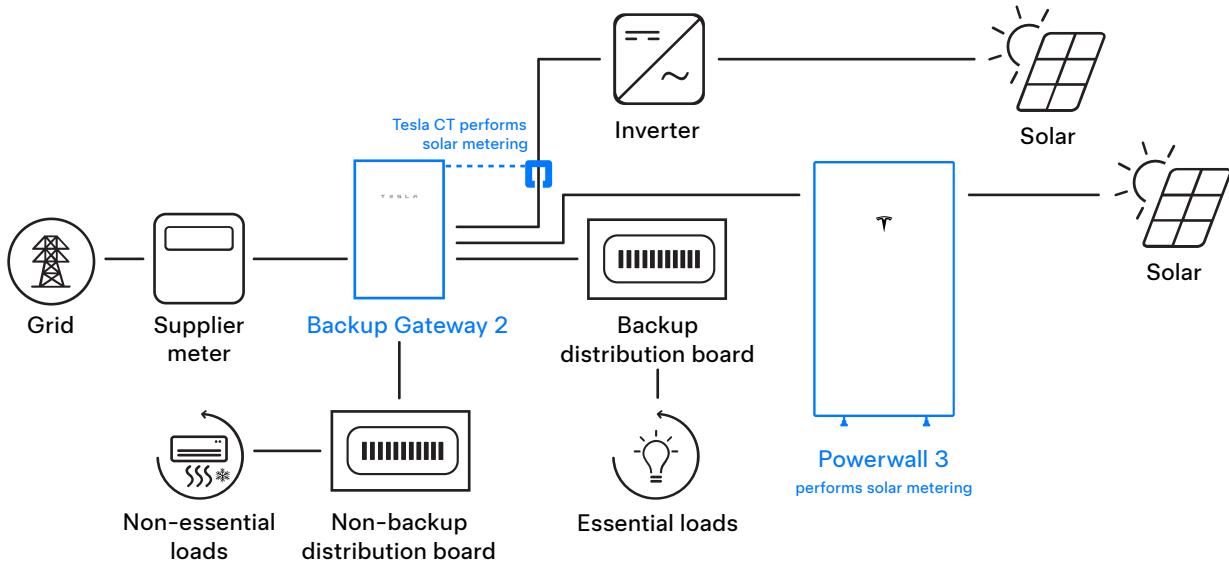 Tesla CT performs
solar metering
Inverter
Solar
TESLA
Solar
Grid
Supplier
meter
Backup Gateway 2
Backup
distribution board
Powerwall 3
performs solar metering
Non-essential
loads
Non-backup
distribution board
Essential loads